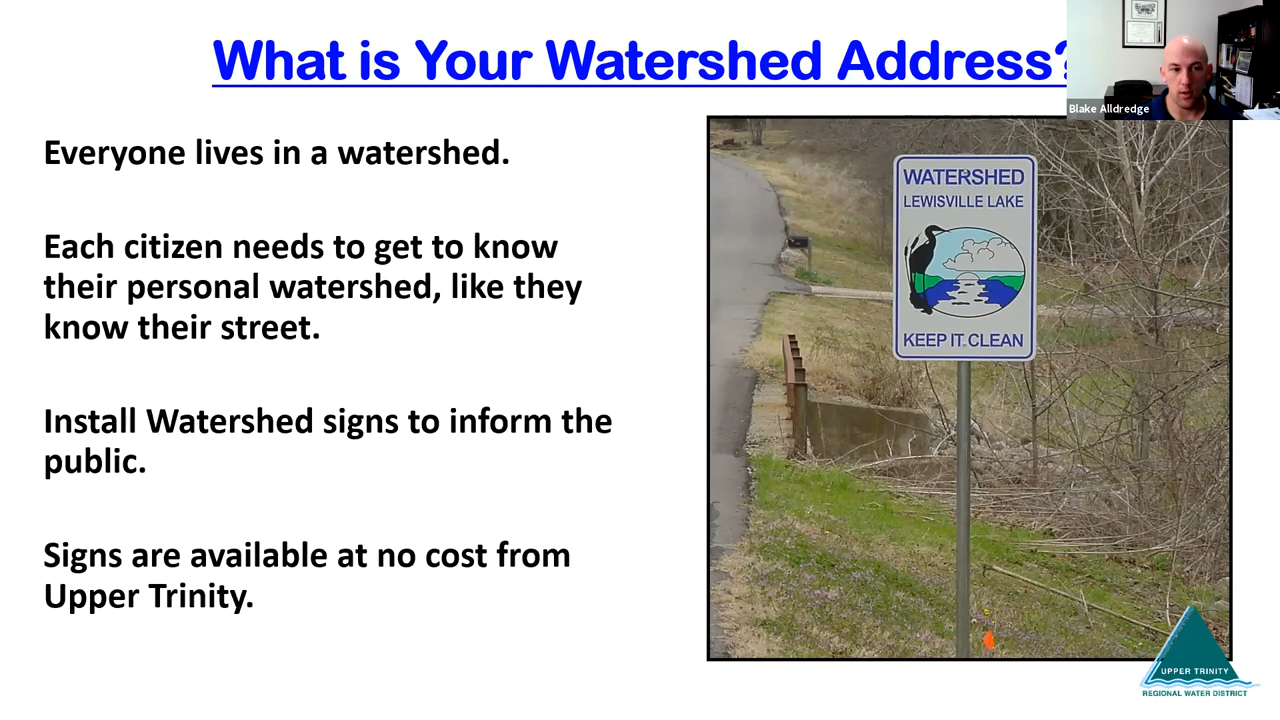 What is Your Watershed Address?
Blake Alldredge
Everyone lives in a watershed.
Each citizen needs to get to know
their personal watershed, like they
know their street.
Install Watershed signs to inform the
public.
Signs are available at no cost from
Upper Trinity.
WATERSHED
LEWISVILLE LAKE
KEEP IT CLEAN
UPPER TRINITY
REGIONAL WATER DISTRICT